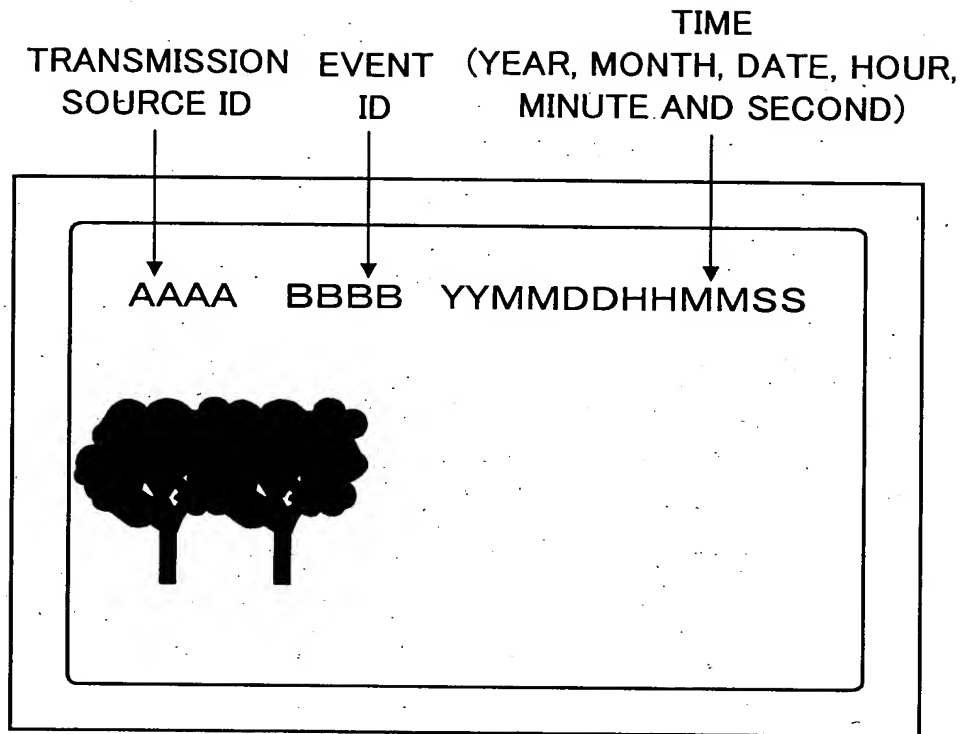 TIME
TRANSMISSION EVENT (YEAR, MONTH, DATE, HOUR,
SOURCE ID ID MINUTE AND SECOND)
AAAA BBBB YYMMDDHHMMSS